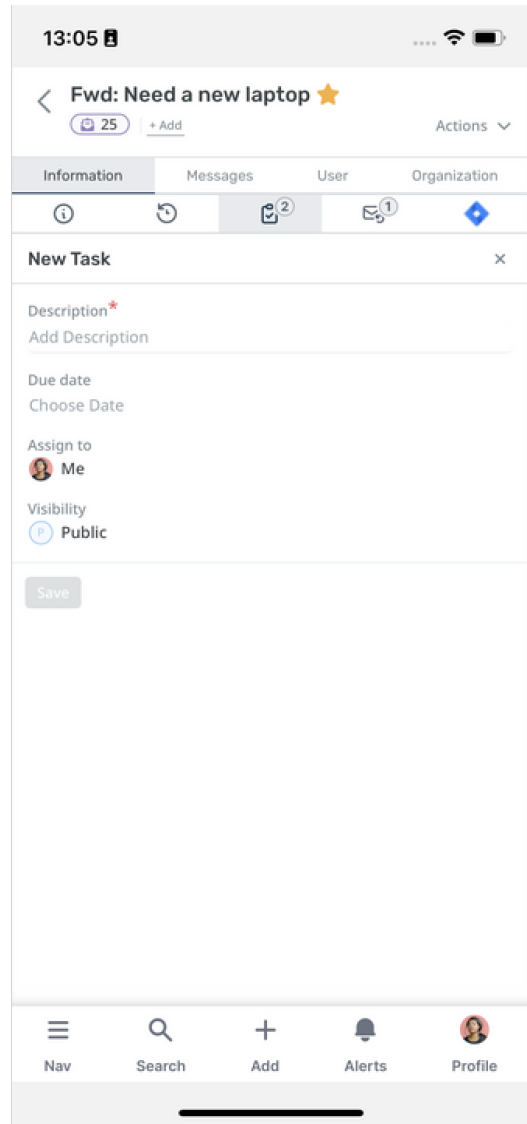 13:05
Fwd: Need a new laptop
25 + Add
Actions
Information Messages User Organization
2 1
New Task
Description*
Add Description
Due date
Choose Date
Assign to
Me
Visibility
P Public
Save
Nav Search Add Alerts Profile